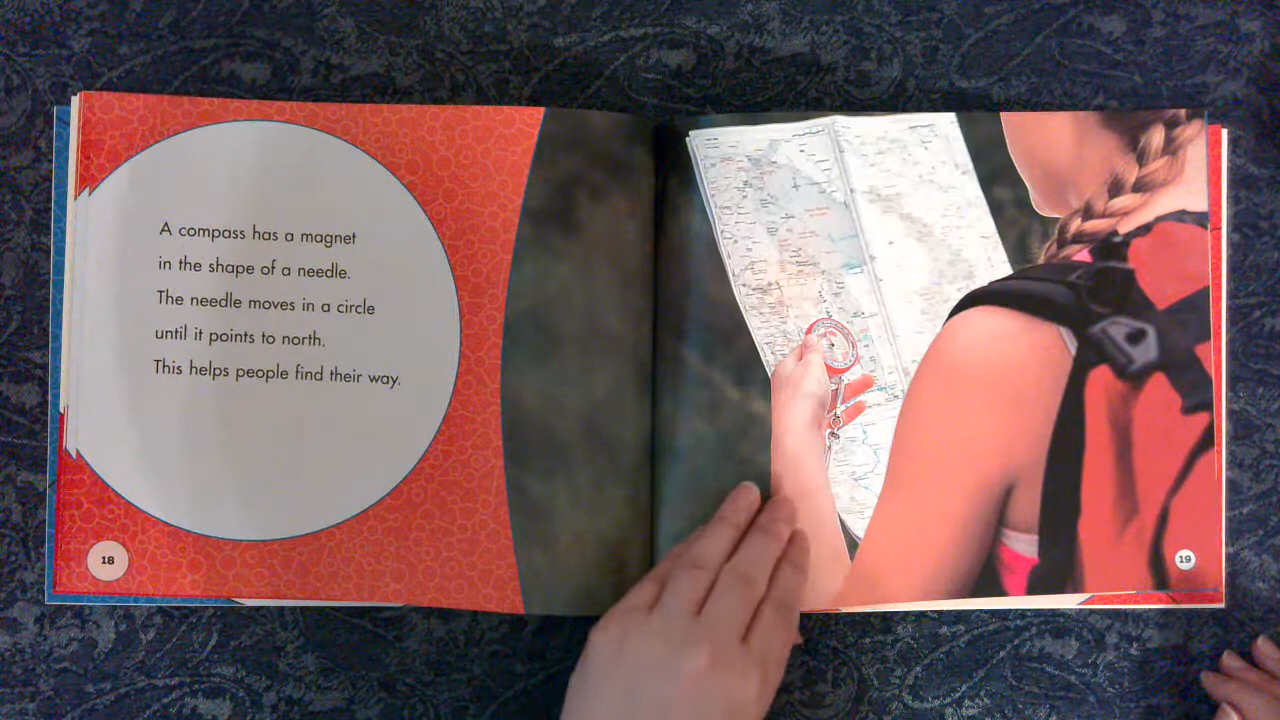 A compass has a magnet
in the shape of a needle.
The needle moves in a circle
until it points to north.
This helps people find their way.
18
19